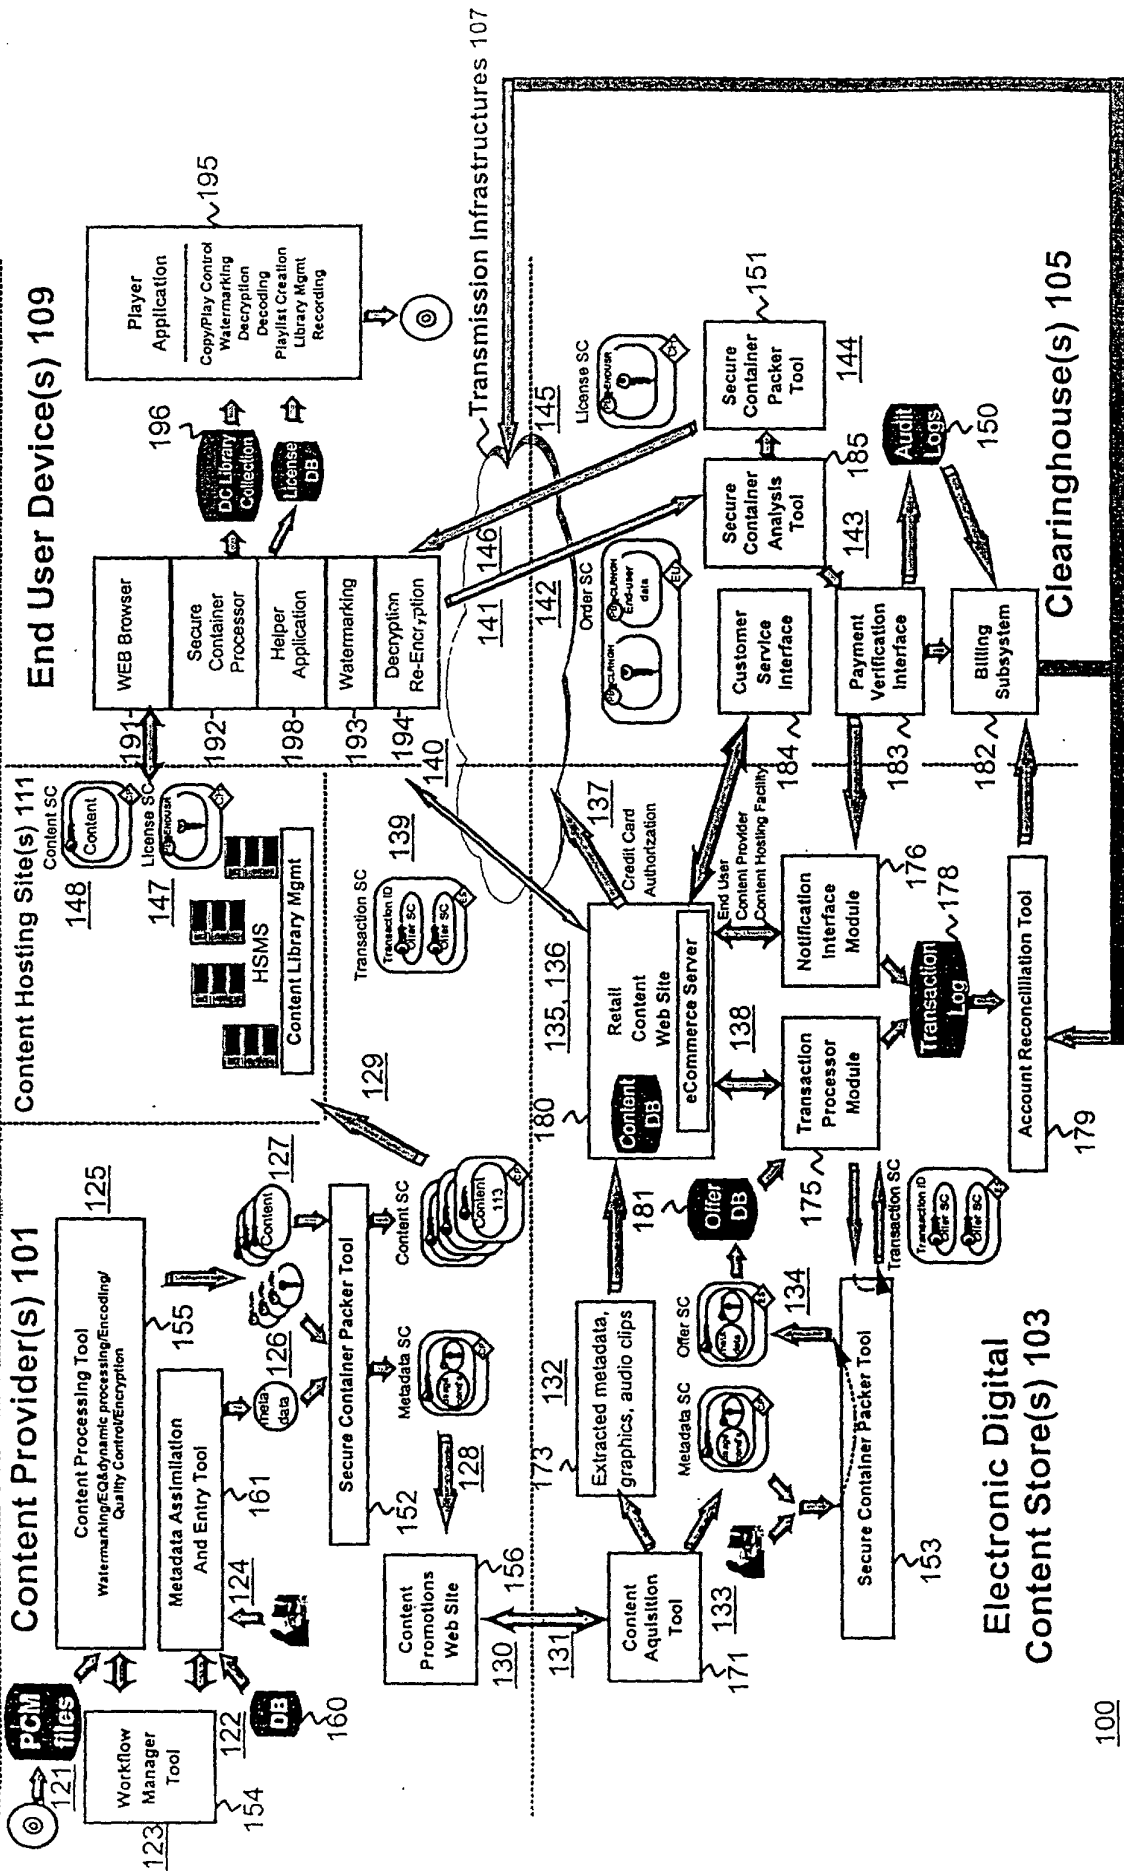 Content Provider(s) 101
121
PCM
files
Workflow
Manager
Tool
123
154
122
DB
160
124
Content Processing Tool
Watermarking/EQ&dynamic processing/Encoding/
Quality Control/Encryption
125
155
Metadata Assimilation
And Entry Tool
161
meta
data
126
Content
127
Secure Container Packer Tool
152
Metadata SC
Content SC
Content
113
128
129
Content
Promotions
Web Site
156
130
Content Hosting Site(s) 111
Content SC
Content
148
License SC
147
HSMS
Content Library Mgmt
Transaction SC
Transaction ID
Offer SC
Offer SC
139
140
End User Device(s) 109
WEB Browser
191
Secure
Container
Processor
192
Helper
Application
198
Watermarking
193
Decryption
Re-Encryption
194
DC Library
Collection
196
License
DB
Player
Application
195
Copy/Play Control
Watermarking
Decryption
Decoding
Playlist Creation
Library Mgmt
Recording
Transmission Infrastructures 107
141
146
142
145
131
Content
Aquisition
Tool
171
133
132
173
Extracted metadata,
graphics, audio clips
Metadata SC
Offer SC
134
Secure Container Packer Tool
153
Offer
DB
181
180
135, 136
Retail
Content
Web Site
Content
DB
eCommerce Server
137
Credit Card
Authorization
End User
Content Provider
Content Hosting Facility
138
Transaction
Processor
Module
175
Notification
Interface
Module
176
Transaction
Log
178
Account Reconcilliation Tool
179
Transaction SC
Transaction ID
Offer SC
Offer SC
Electronic Digital
Content Store(s) 103
Order SC
End-user
data
EU
License SC
Secure
Container
Analysis
Tool
185
Secure
Container
Packer
Tool
151
144
143
Customer
Service
Interface
184
Payment
Verification
Interface
183
Billing
Subsystem
182
Audit
Logs
150
Clearinghouse(s) 105
100